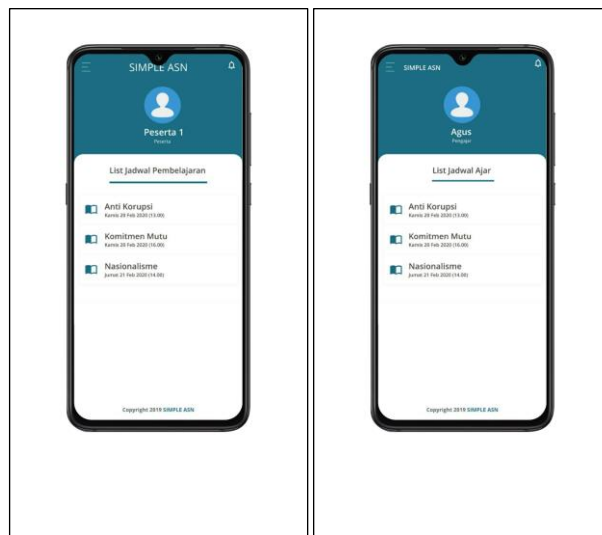 SIMPLE ASN
Peserta 1
Peserta
List Jadwal Pembelajaran
Anti Korupsi
Kamis 20 Feb 2020 (13.00)
Komitmen Mutu
Kamis 20 Feb 2020 (16.00)
Nasionalisme
Jumat 21 Feb 2020 (14.00)
Copyright 2019 SIMPLE ASN
SIMPLE ASN
Agus
Pengajar
List Jadwal Ajar
Anti Korupsi
Kamis 20 Feb 2020 (13.00)
Komitmen Mutu
Kamis 20 Feb 2020 (16.00)
Nasionalisme
Jumat 21 Feb 2020 (14.00)
Copyright 2019 SIMPLE ASN